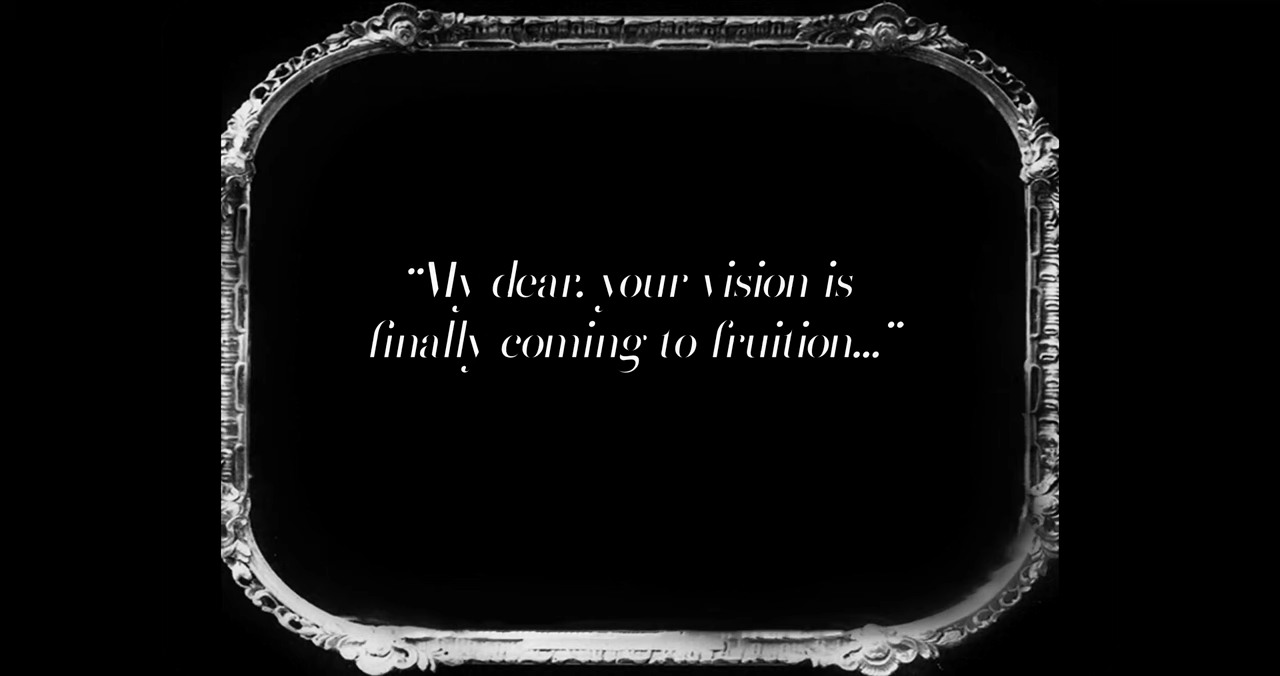 “My dear, your vision is
finally coming to fruition...”